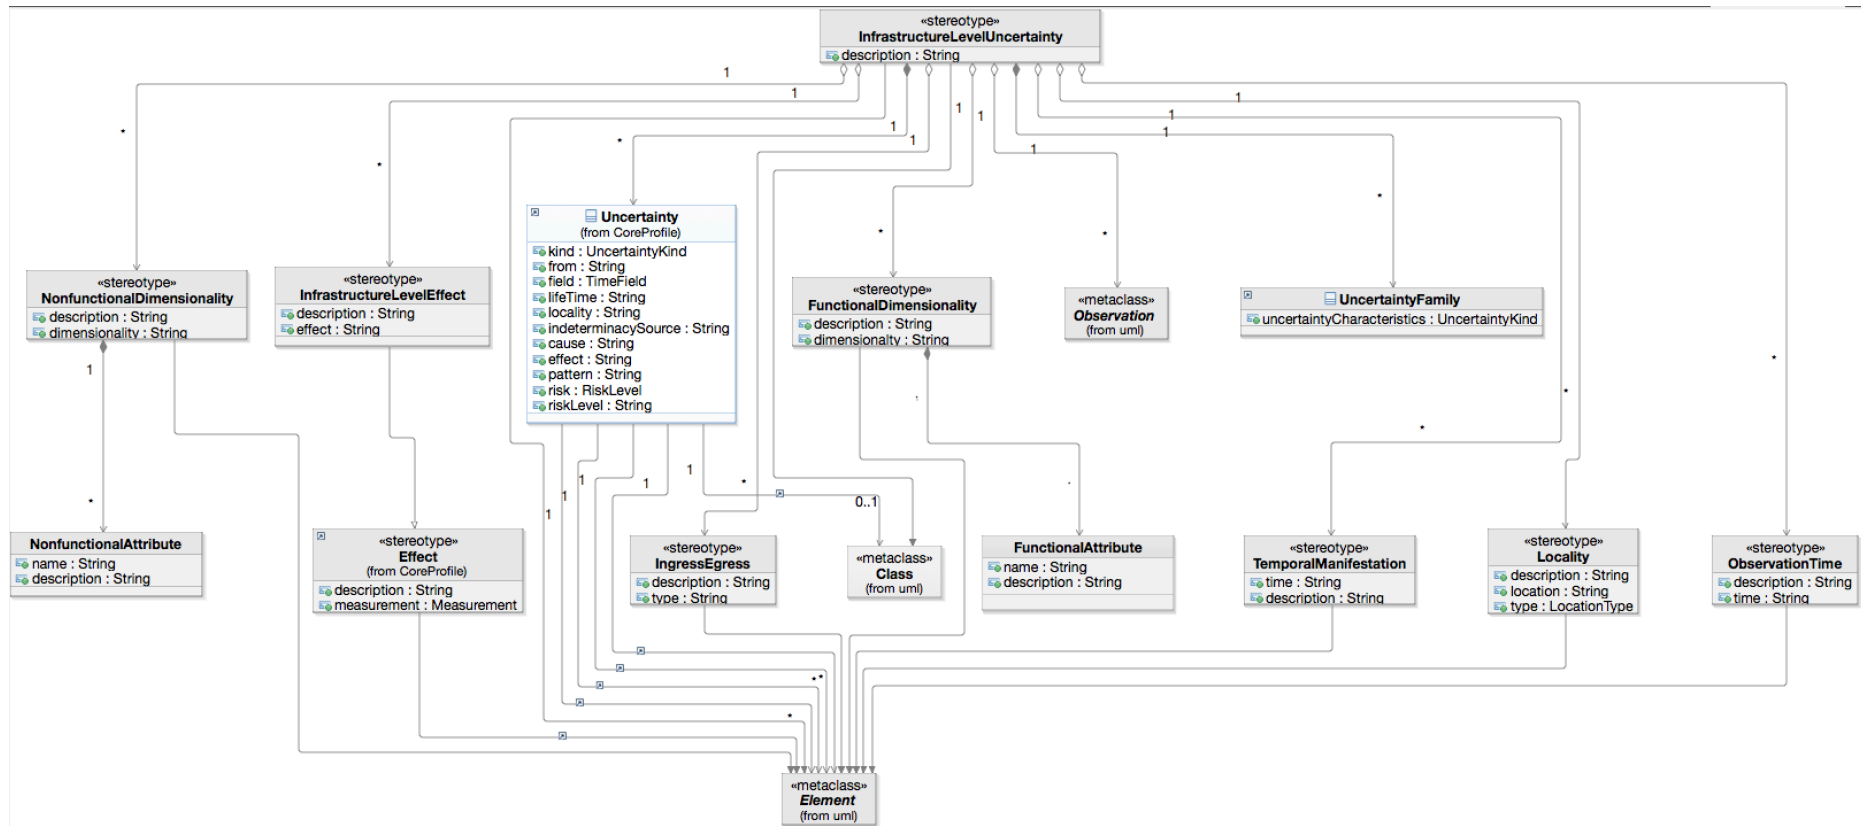 «stereotype»
InfrastructureLevelUncertainty
description : String
1
1
1
1
1
1
1
1
1
1
1
*
*
*
*
*
*
*
*
*
*
Uncertainty
(from CoreProfile)
kind : UncertaintyKind
from : String
field : TimeField
lifeTime : String
locality : String
indeterminacySource : String
cause : String
effect : String
pattern : String
risk : RiskLevel
riskLevel : String
«stereotype»
NonfunctionalDimensionality
description : String
dimensionality : String
«stereotype»
InfrastructureLevelEffect
description : String
effect : String
«stereotype»
FunctionalDimensionality
description : String
dimensionalty : String
«metaclass»
Observation
(from uml)
UncertaintyFamily
uncertaintyCharacteristics : UncertaintyKind
1
*
1
1
1
1
1
*
0..1
NonfunctionalAttribute
name : String
description : String
«stereotype»
Effect
(from CoreProfile)
description : String
measurement : Measurement
«stereotype»
IngressEgress
description : String
type : String
«metaclass»
Class
(from uml)
FunctionalAttribute
name : String
description : String
«stereotype»
TemporalManifestation
time : String
description : String
«stereotype»
Locality
description : String
location : String
type : LocationType
«stereotype»
ObservationTime
description : String
time : String
**
*
«metaclass»
Element
(from uml)